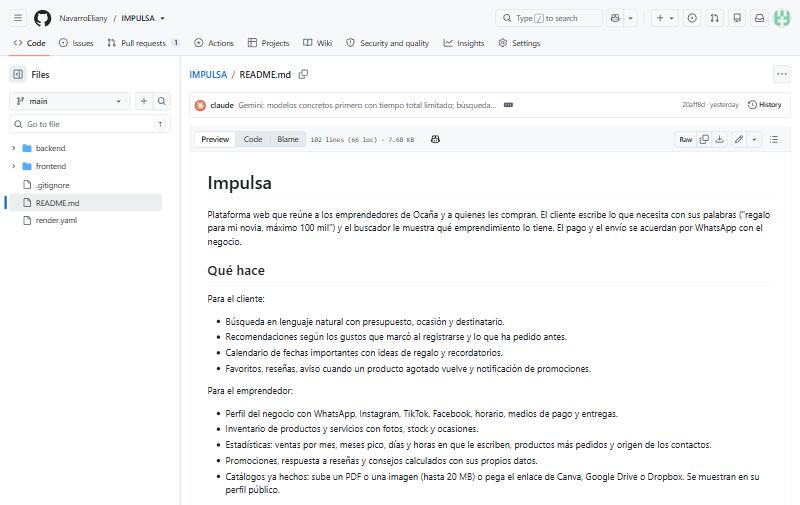 NavarroEliany / IMPULSA
Type / to search
Code
Issues
Pull requests 1
Actions
Projects
Wiki
Security and quality
Insights
Settings
Files
main
Go to file
T
backend
frontend
.gitignore
README.md
render.yaml
IMPULSA / README.md
claude Gemini: modelos concretos primero con tiempo total limitado; búsqueda...
20aff8d · yesterday
History
Preview
Code
Blame
102 lines (66 loc) · 7.68 KB
Raw
Impulsa
Plataforma web que reúne a los emprendedores de Ocaña y a quienes les compran. El cliente escribe lo que necesita con sus palabras ("regalo
para mi novia, máximo 100 mil") y el buscador le muestra qué emprendimiento lo tiene. El pago y el envío se acuerdan por WhatsApp con el
negocio.
Qué hace
Para el cliente:
Búsqueda en lenguaje natural con presupuesto, ocasión y destinatario.
Recomendaciones según los gustos que marcó al registrarse y lo que ha pedido antes.
Calendario de fechas importantes con ideas de regalo y recordatorios.
Favoritos, reseñas, aviso cuando un producto agotado vuelve y notificación de promociones.
Para el emprendedor:
Perfil del negocio con WhatsApp, Instagram, TikTok, Facebook, horario, medios de pago y entregas.
Inventario de productos y servicios con fotos, stock y ocasiones.
Estadísticas: ventas por mes, meses pico, días y horas en que le escriben, productos más pedidos y origen de los contactos.
Promociones, respuesta a reseñas y consejos calculados con sus propios datos.
Catálogos ya hechos: sube un PDF o una imagen (hasta 20 MB) o pega el enlace de Canva, Google Drive o Dropbox. Se muestran en su
perfil público.